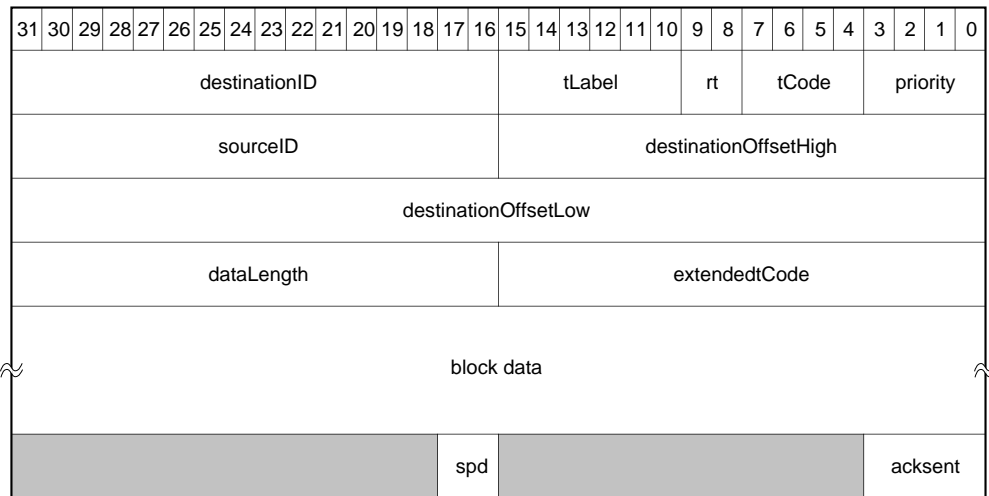 31 30 29 28 27 26 25 24 23 22 21 20 19 18 17 16 15 14 13 12 11 10 9 8 7 6 5 4 3 2 1 0
destinationID tLabel rt tCode priority
sourceID destinationOffsetHigh
destinationOffsetLow
dataLength extendedtCode
block data
spd acksent